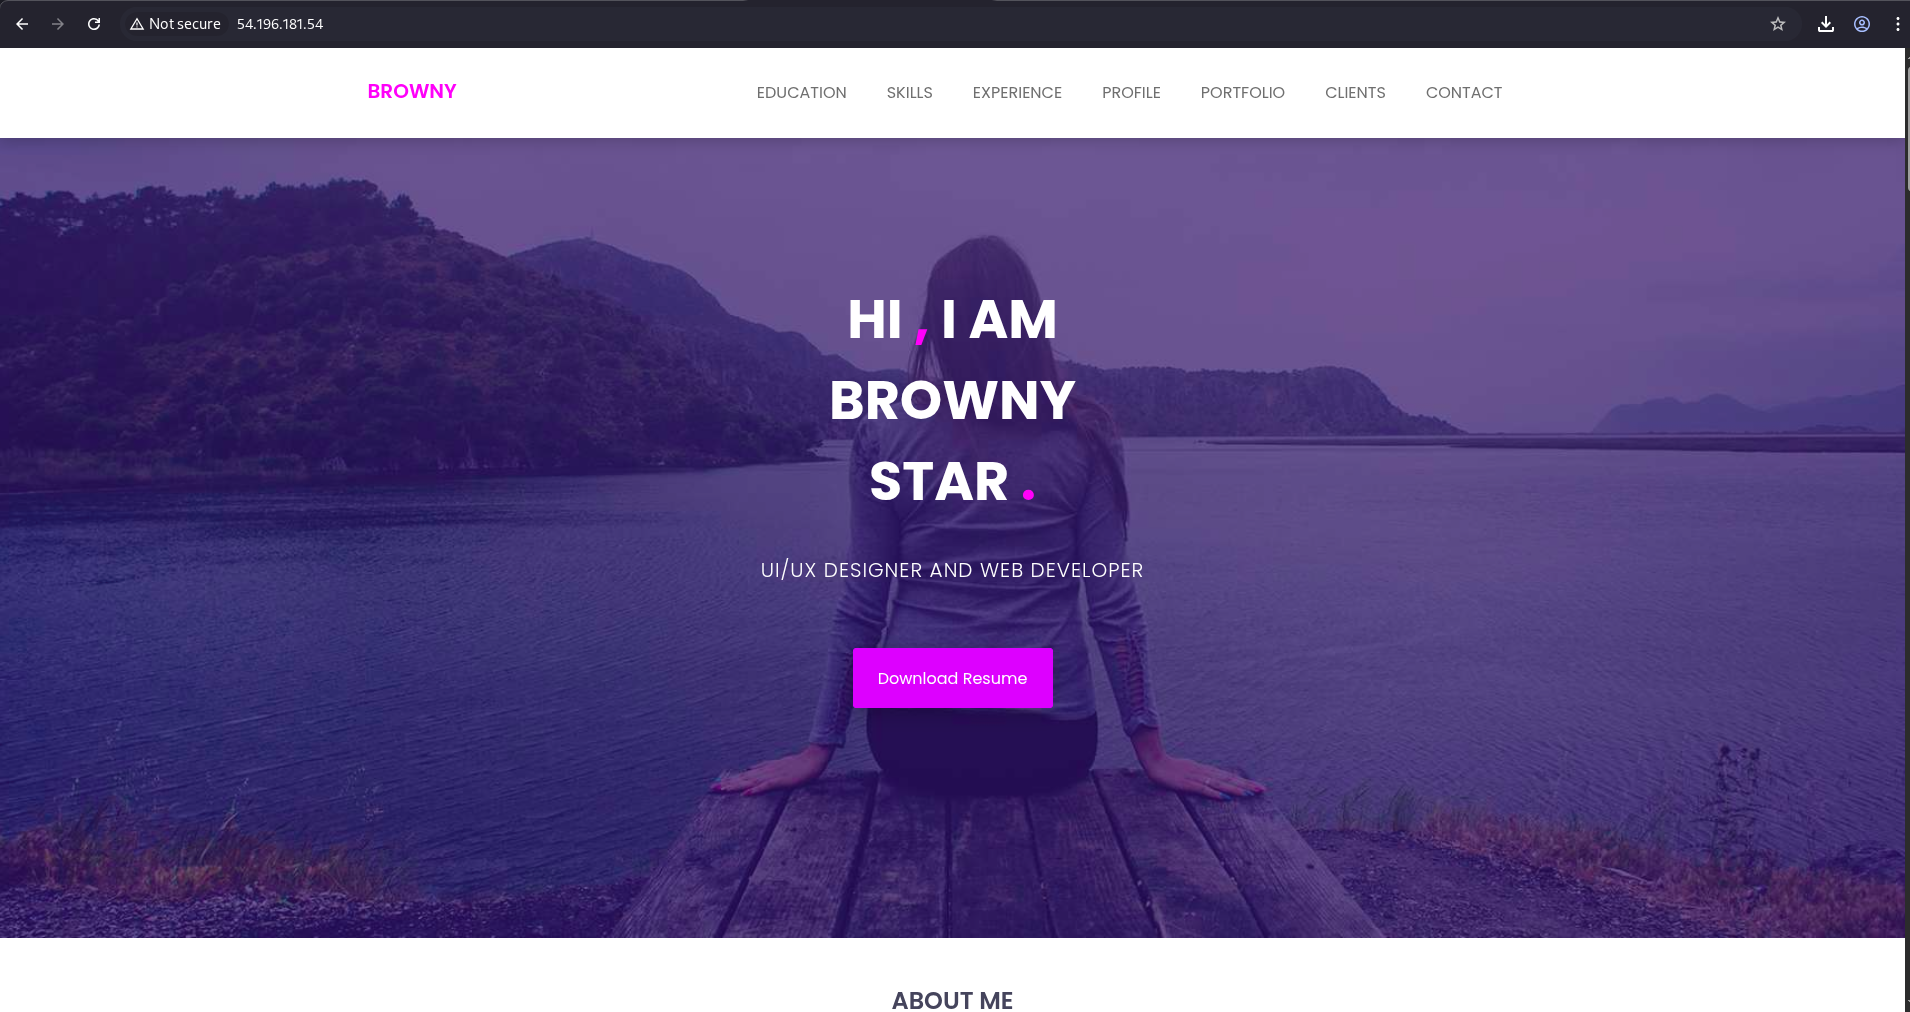 Not secure 54.196.181.54
BROWNY
EDUCATION SKILLS EXPERIENCE PROFILE PORTFOLIO CLIENTS CONTACT
HI , I AM
BROWNY
STAR .
UI/UX DESIGNER AND WEB DEVELOPER
Download Resume
ABOUT ME